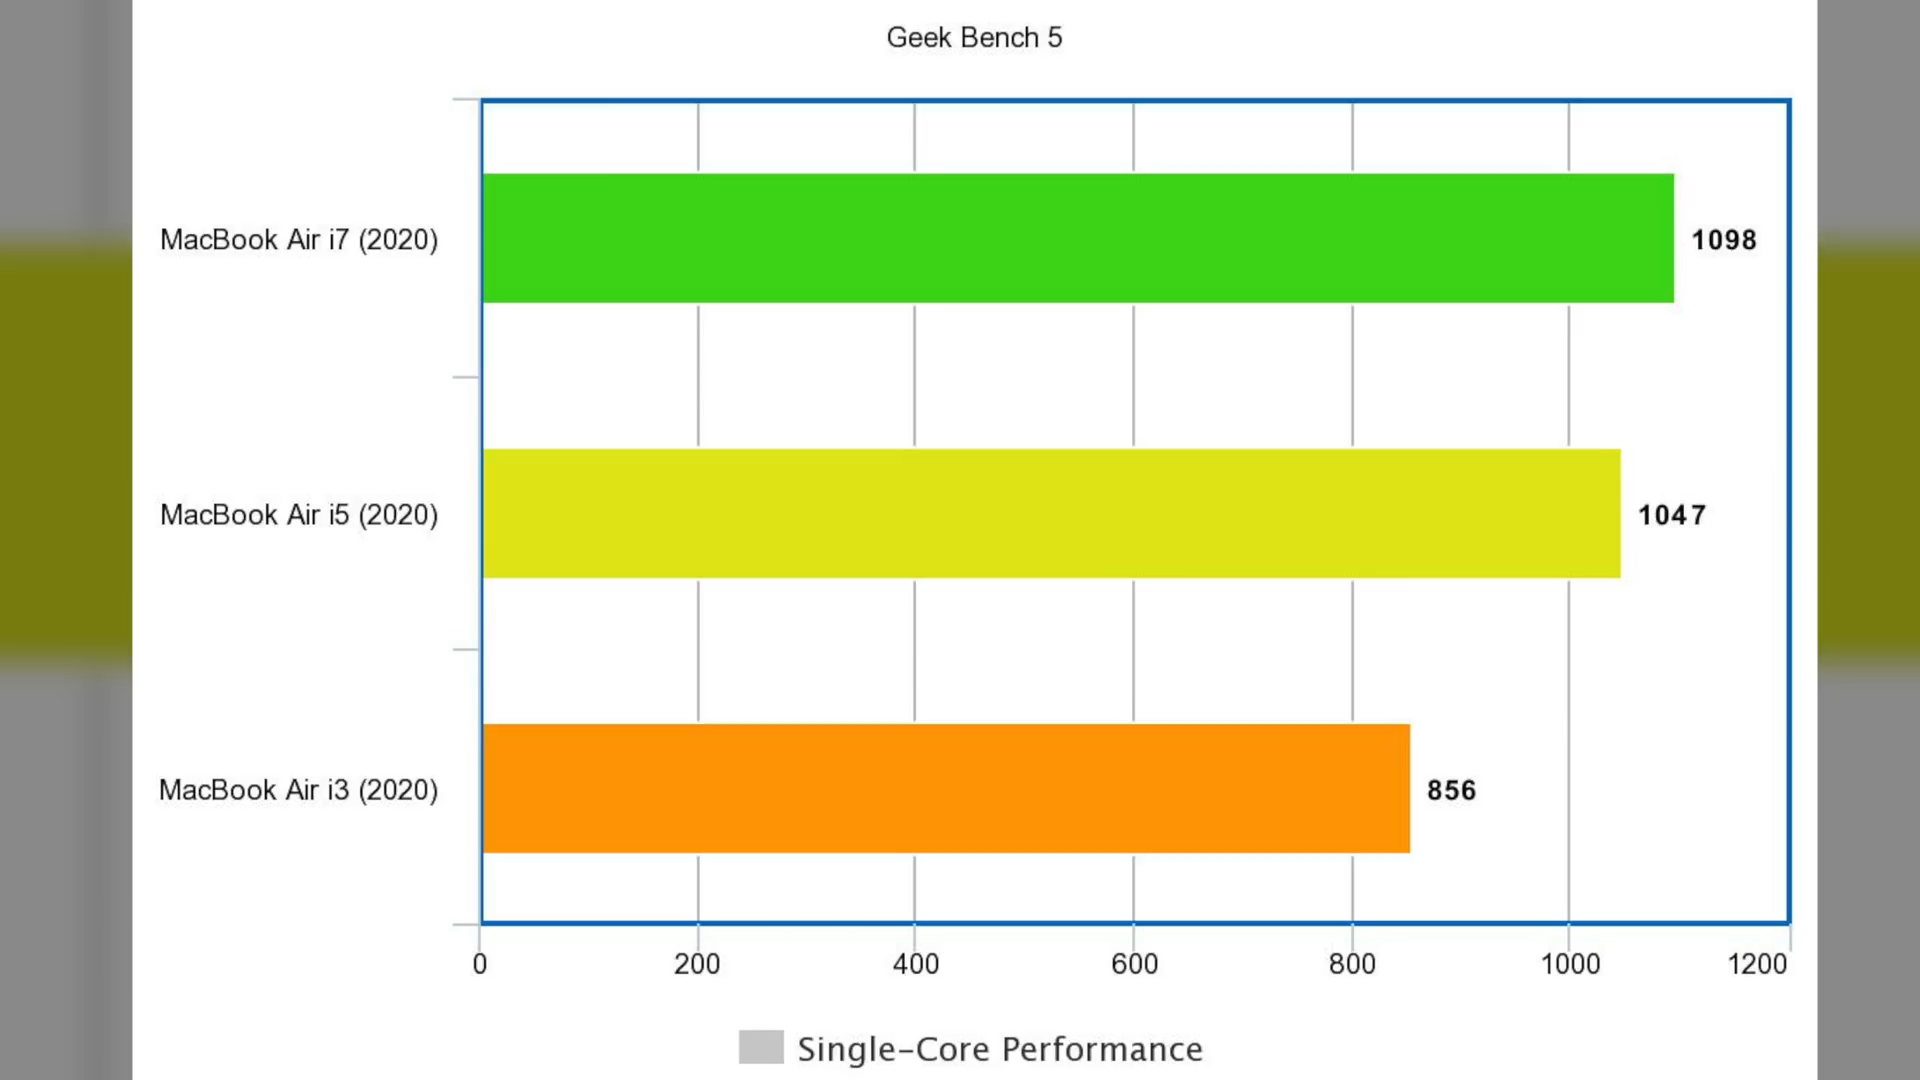 Geek Bench 5
MacBook Air i7 (2020)
1098
MacBook Air i5 (2020)
1047
MacBook Air i3 (2020)
856
0 200 400 600 800 1000 1200
Single-Core Performance